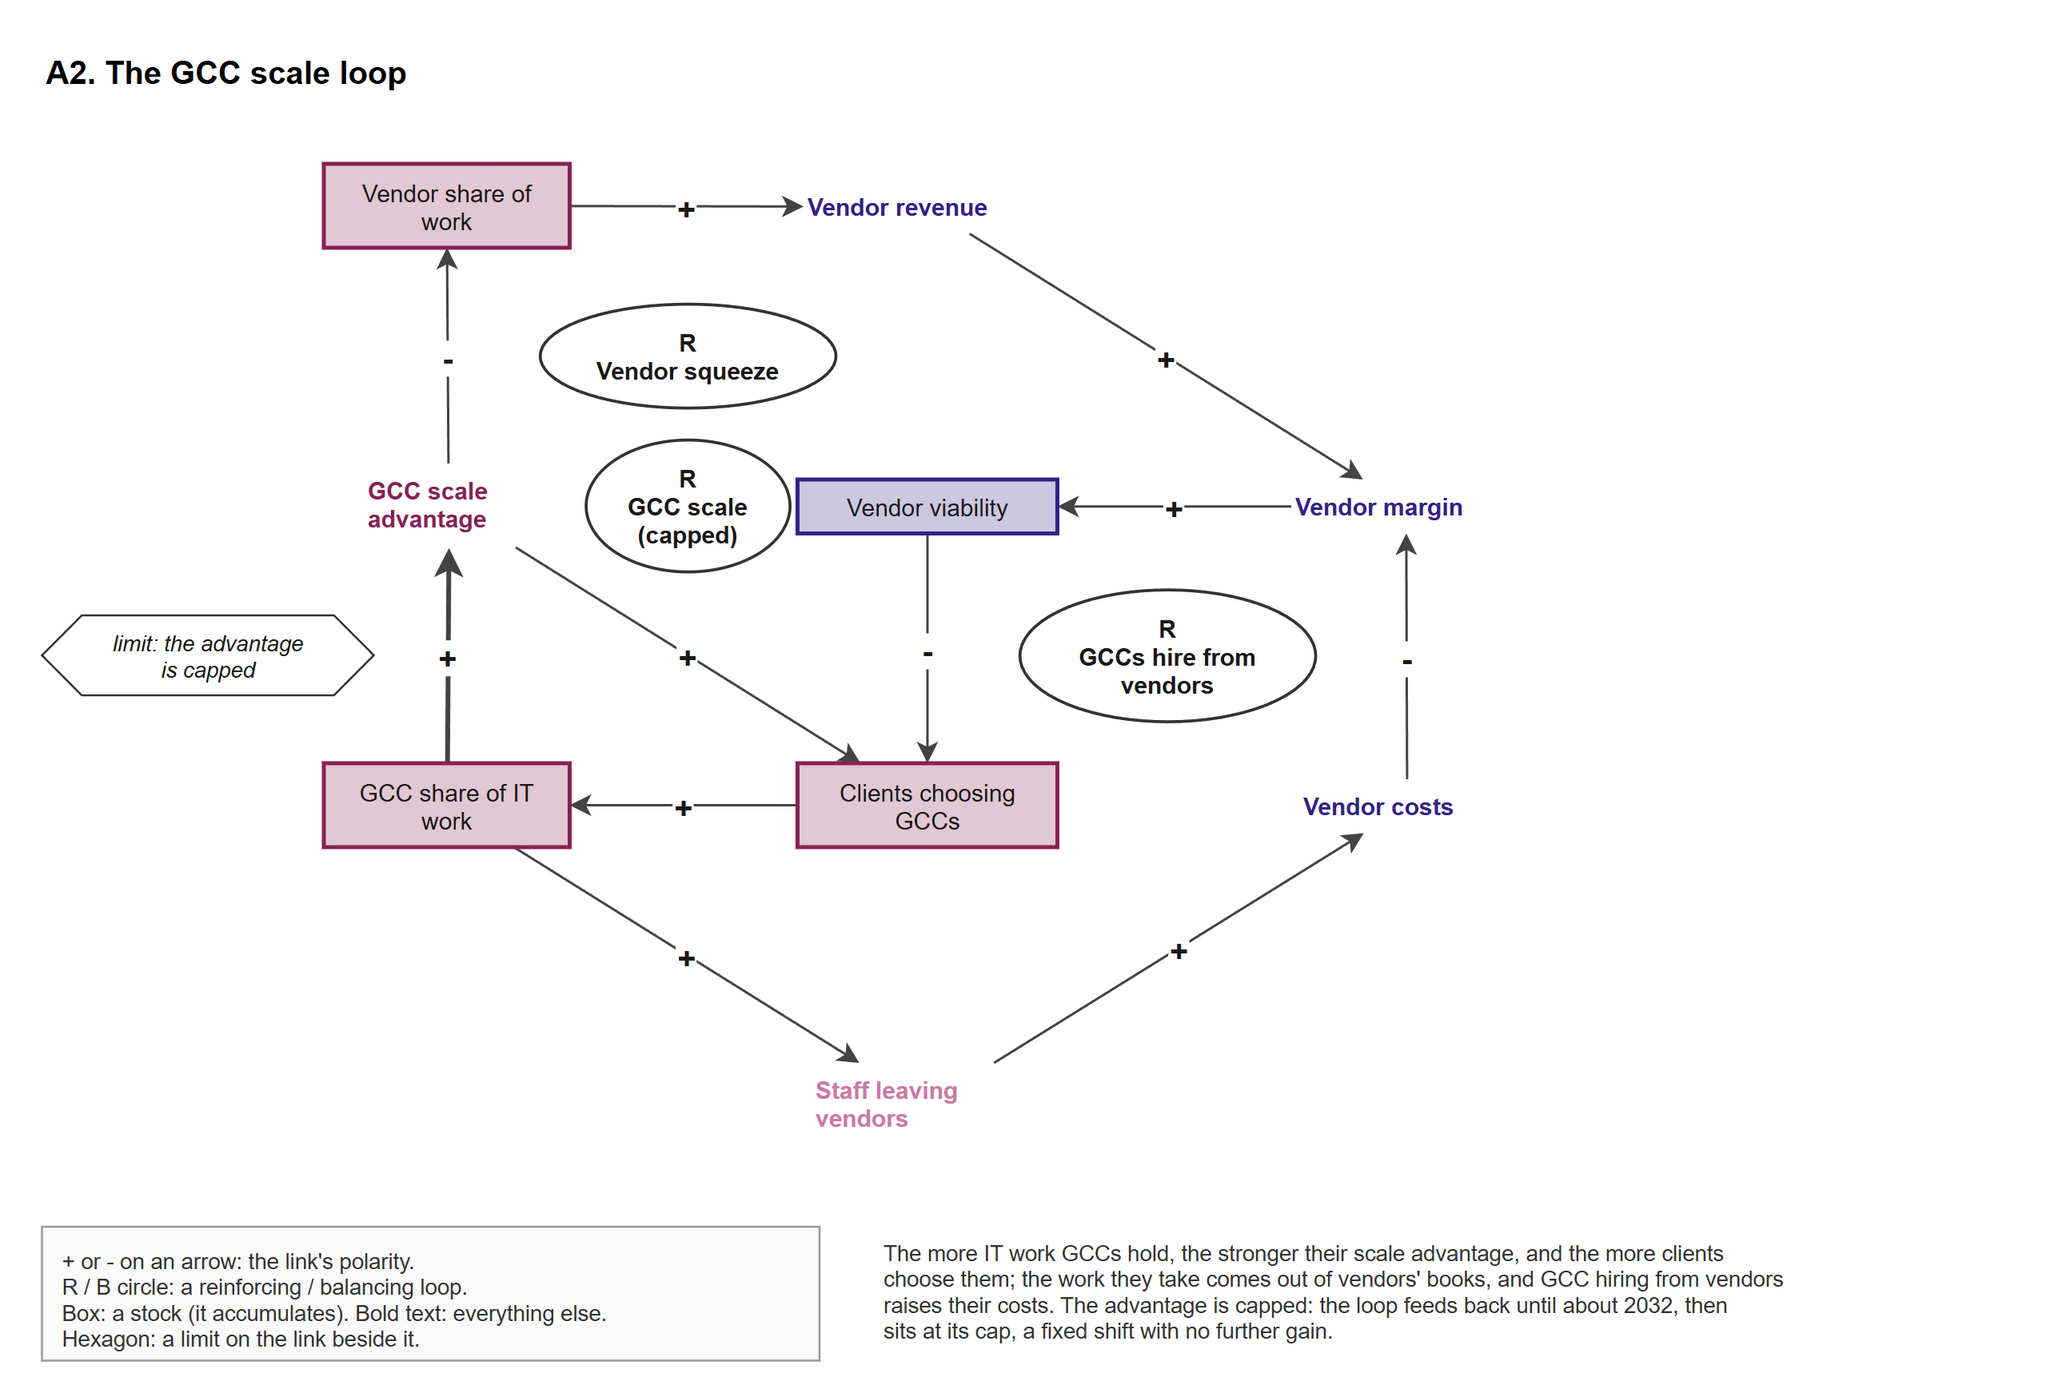 A2. The GCC scale loop
Vendor share of
work
+
Vendor revenue
R
Vendor squeeze
-
+
GCC scale
advantage
R
GCC scale
(capped)
Vendor viability
+
Vendor margin
limit: the advantage
is capped
+
+
-
R
GCCs hire from
vendors
-
GCC share of IT
work
+
Clients choosing
GCCs
Vendor costs
+
+
Staff leaving
vendors
+ or - on an arrow: the link's polarity.
R / B circle: a reinforcing / balancing loop.
Box: a stock (it accumulates). Bold text: everything else.
Hexagon: a limit on the link beside it.
The more IT work GCCs hold, the stronger their scale advantage, and the more clients
choose them; the work they take comes out of vendors' books, and GCC hiring from vendors
raises their costs. The advantage is capped: the loop feeds back until about 2032, then
sits at its cap, a fixed shift with no further gain.